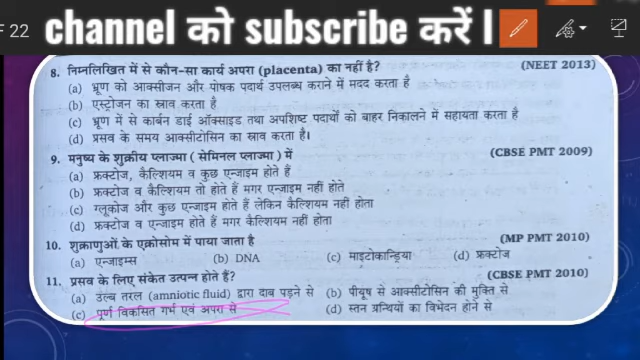 channel को subscribe करें l
F 22
8. निम्नलिखित में से कौन-सा कार्य अपरा (placenta) का नहीं है? (NEET 2013)
(a) भ्रूण को आक्सीजन और पोषक पदार्थ उपलब्ध कराने में मदद करता है
(b) एस्ट्रोजन का स्राव करता है
(c) भ्रूण में से कार्बन डाई ऑक्साइड तथा अपशिष्ट पदार्थों को बाहर निकालने में सहायता करता है
(d) प्रसव के समय आक्सीटोसिन का स्राव करता है।
9. मनुष्य के शुक्रीय प्लाज्मा ( सेमिनल प्लाज्मा ) में (CBSE PMT 2009)
(a) फ्रक्टोज, कैल्शियम व कुछ एन्जाइम होते हैं
(b) फ्रक्टोज व कैल्शियम तो होते हैं मगर एन्जाइम नहीं होते
(c) ग्लूकोज और कुछ एन्जाइम होते हैं लेकिन कैल्शियम नहीं होता
(d) फ्रक्टोज व एन्जाइम होते हैं मगर कैल्शियम नहीं होता
10. शुक्राणुओं के एक्रोसोम में पाया जाता है (MP PMT 2010)
(a) एन्जाइम्स (b) DNA (c) माइटोकान्ड्रिया (d) फ्रक्टोज
11. प्रसव के लिए संकेत उत्पन्न होते हैं? (CBSE PMT 2010)
(a) उल्ब तरल (amniotic fluid) द्वारा दाब पड़ने से (b) पीयूष से आक्सीटोसिन की मुक्ति से
(c) पूर्ण विकसित गर्भ एवं अपरा से (d) स्तन ग्रन्थियों का विभेदन होने से